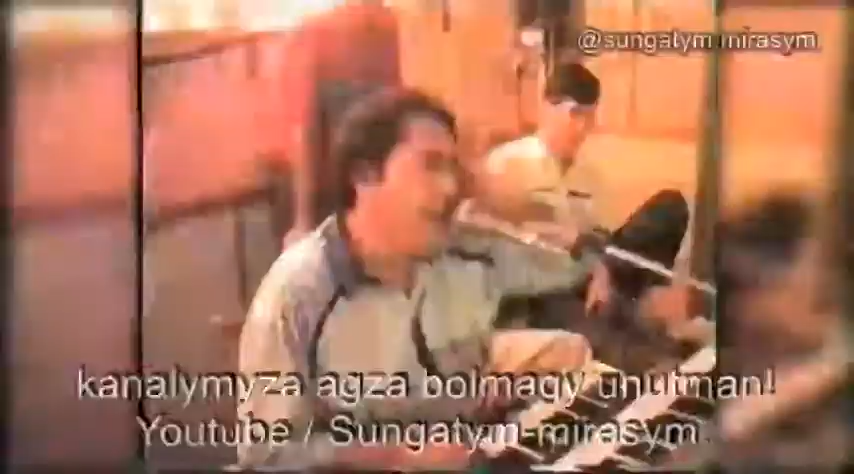 @sungatym mirasym
kanalymyza agza bolmagy unutman!
Youtube / Sungatym-mirasym